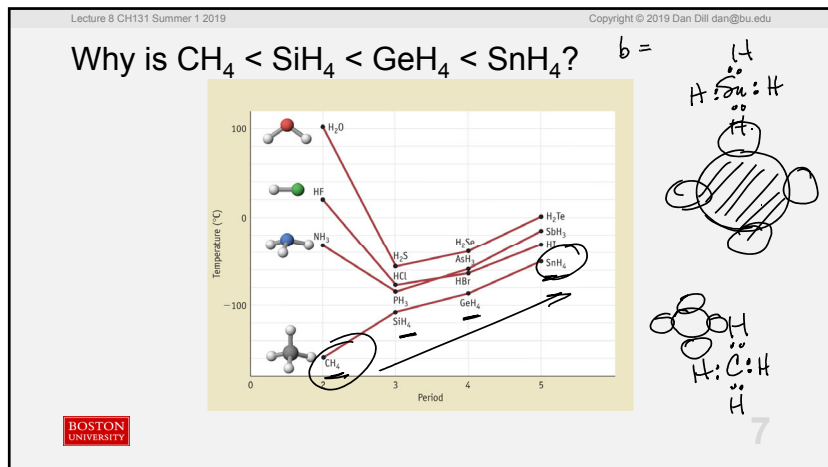 Lecture 8 CH131 Summer 1 2019
Copyright © 2019 Dan Dill dan@bu.edu
Why is CH₄ < SiH₄ < GeH₄ < SnH₄?
b =
H
H : Sn : H
H
100
H₂O
HF
0
NH₃
H₂Te
SbH₃
HI
H₂Se
H₂S
AsH₃
SnH₄
HCl
HBr
−100
PH₃
GeH₄
SiH₄
CH₄
Temperature (°C)
0
2
3
4
5
Period
H
H : C : H
H
BOSTON
UNIVERSITY
7